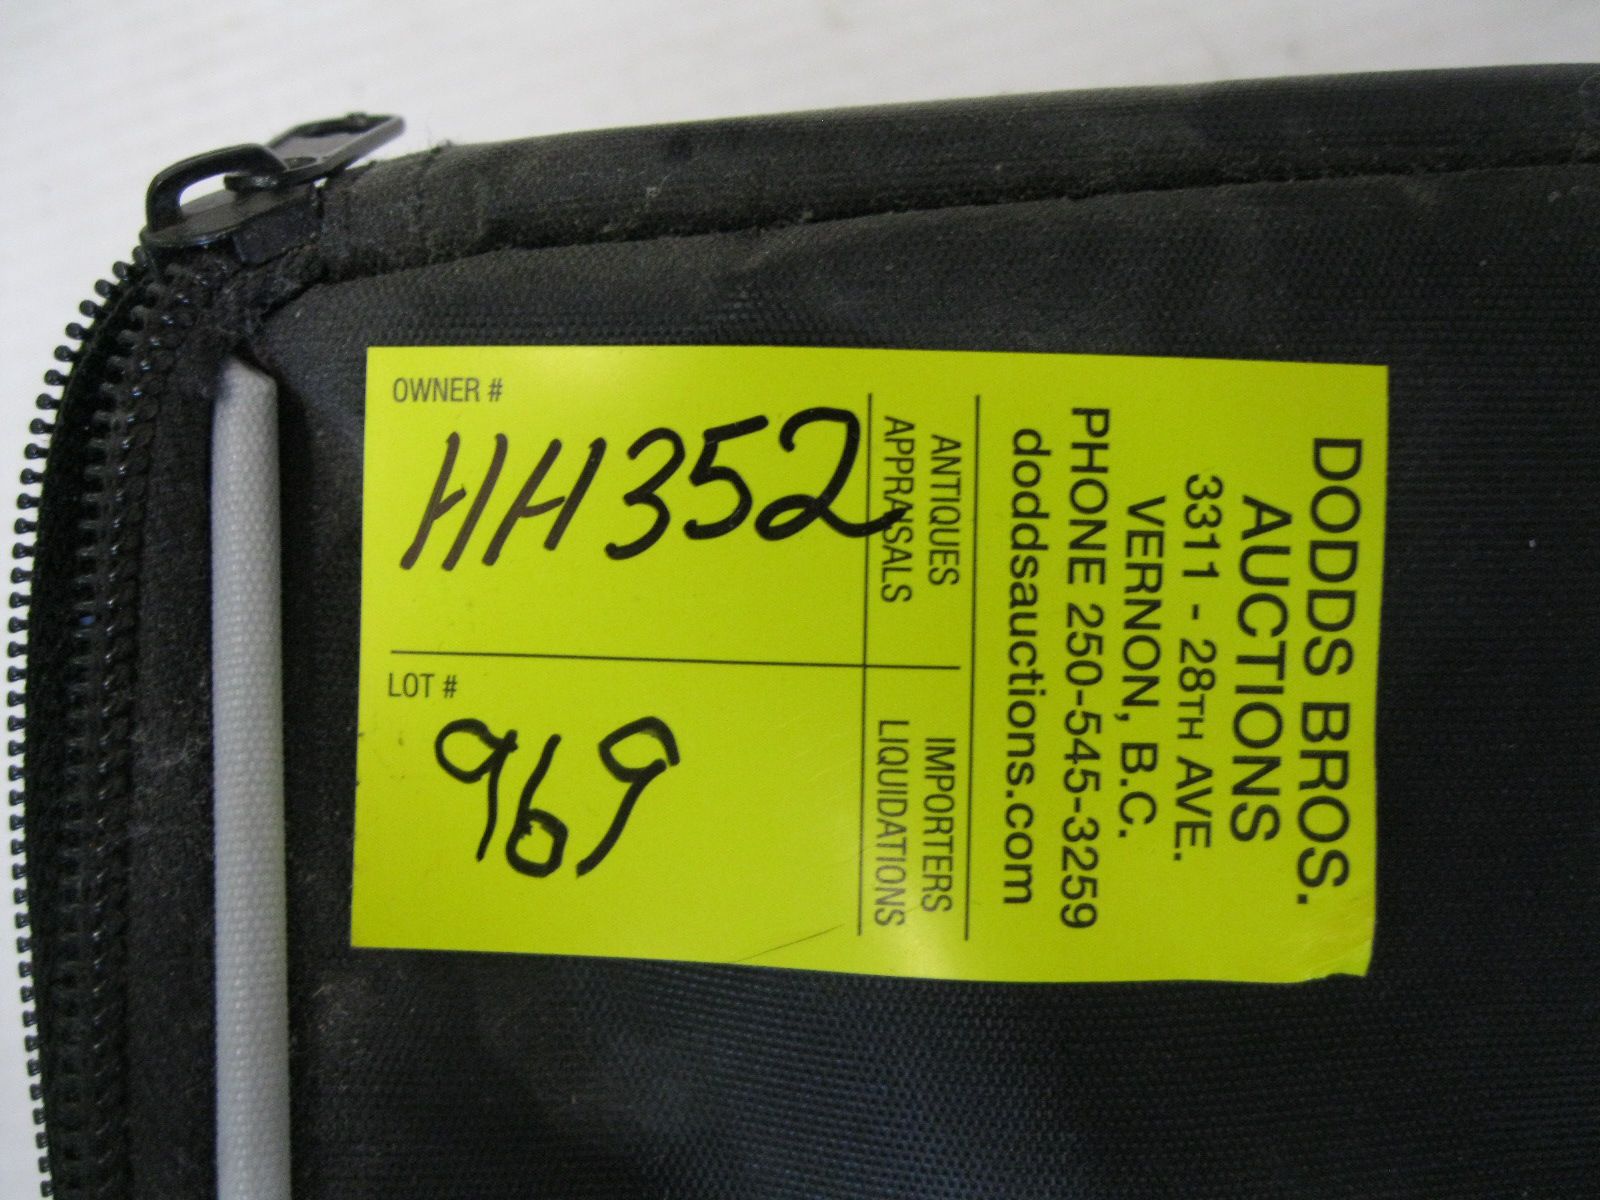 DODDS BROS.
AUCTIONS
3311 - 28TH AVE.
VERNON, B.C.
PHONE 250-545-3259
doddsauctions.com
ANTIQUES
APPRAISALS
IMPORTERS
LIQUIDATIONS
OWNER #
HH352
LOT #
969